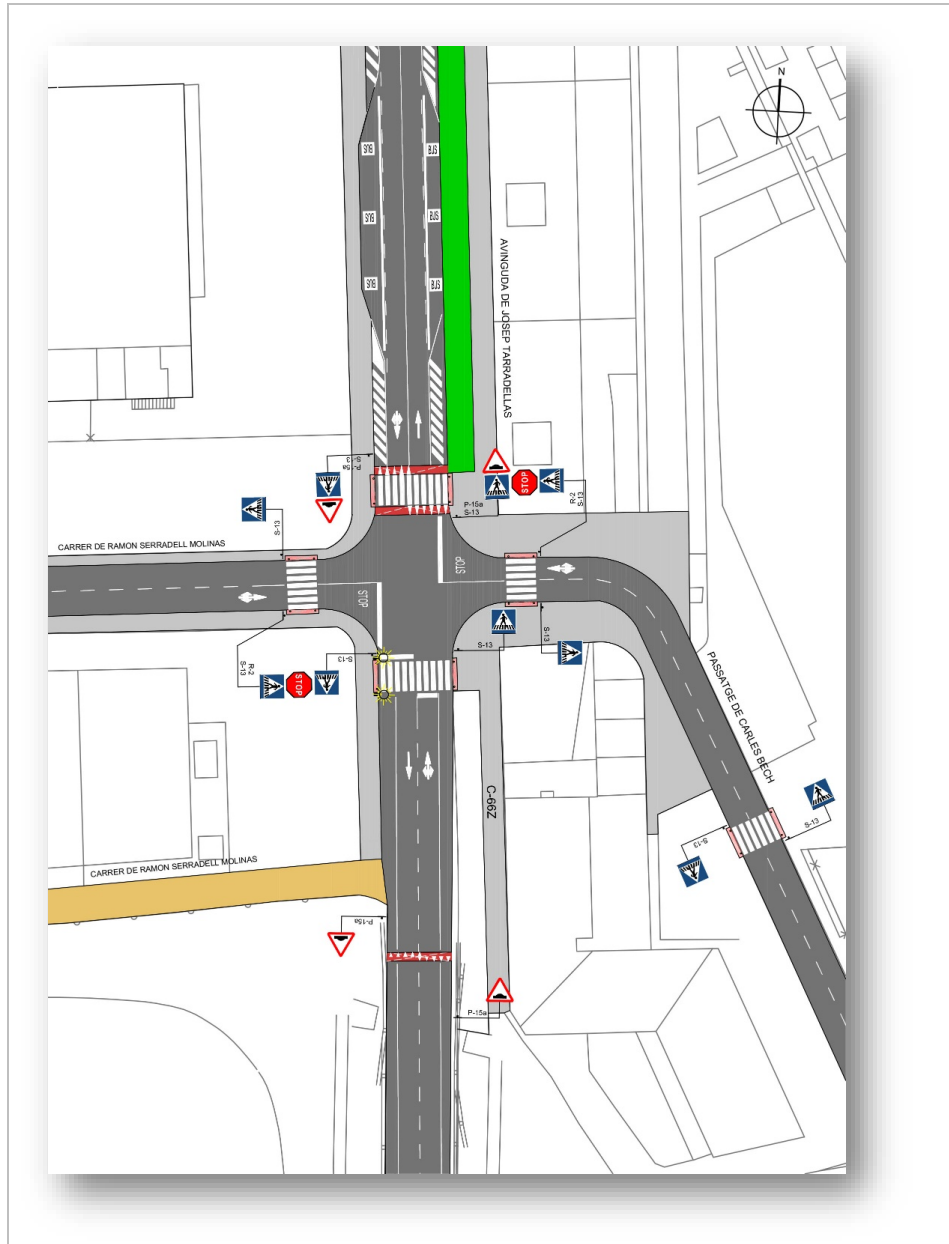 N
BUS
BUS
BUS
BUS
BUS
BUS
AVINGUDA DE JOSEP TARRADELLAS
S-13
P-15a
STOP
R-2
S-13
P-15a
S-13
S-13
CARRER DE RAMON SERRADELL MOLINAS
STOP
STOP
S-13
S-13
S-13
R-2
S-13
STOP
PASSATGE DE CARLES BECH
C-66Z
S-13
S-13
CARRER DE RAMON SERRADELL MOLINAS
P-15a
P-15a